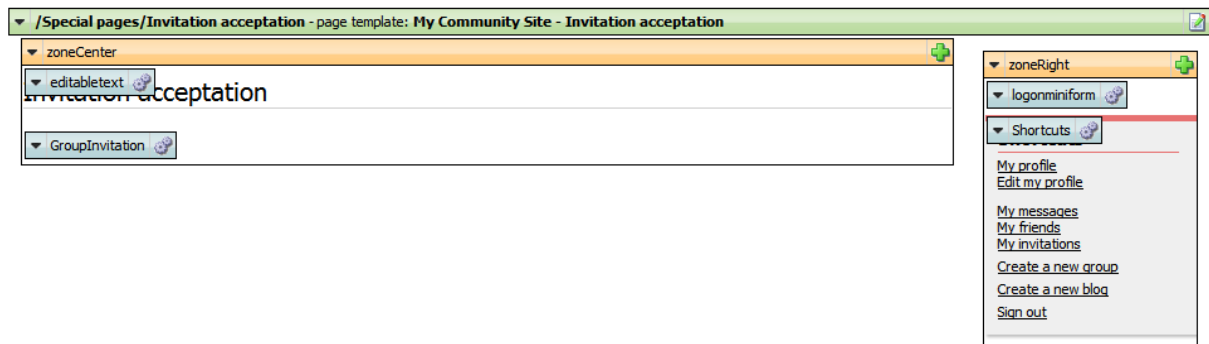 /Special pages/Invitation acceptation - page template: My Community Site - Invitation acceptation
zoneCenter
editabletext
Invitation acceptation
GroupInvitation
zoneRight
logonminiform
Shortcuts
My profile
Edit my profile
My messages
My friends
My invitations
Create a new group
Create a new blog
Sign out